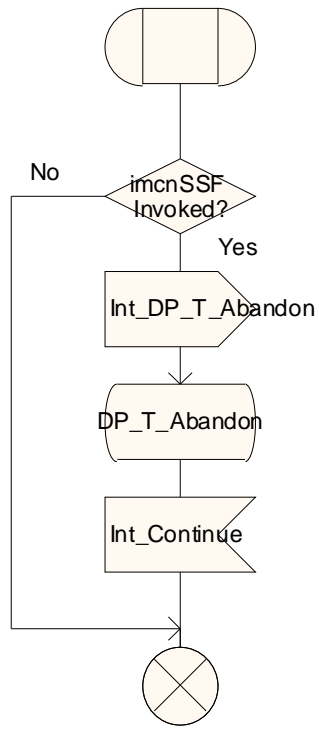 imcnSSF
Invoked?
No
Yes
Int_DP_T_Abandon
DP_T_Abandon
Int_Continue